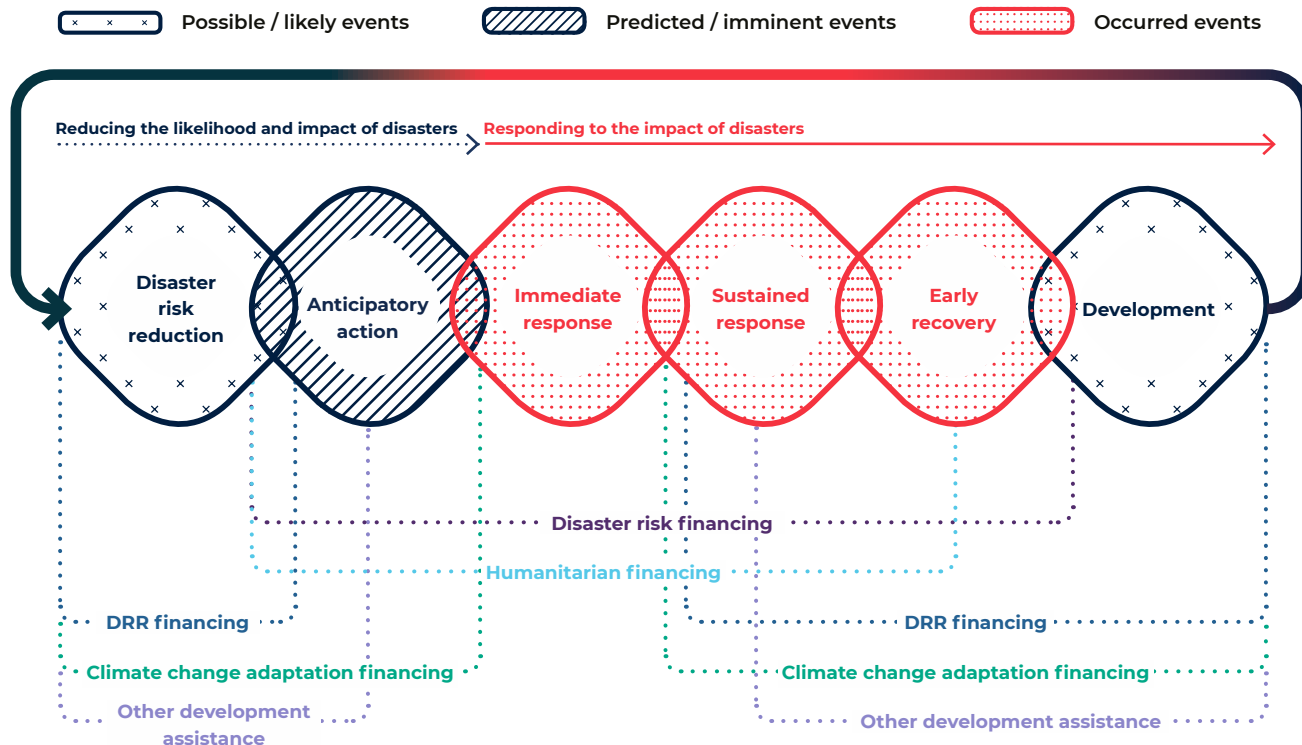 Possible / likely events
Predicted / imminent events
Occurred events
Reducing the likelihood and impact of disasters
Responding to the impact of disasters
Disaster
risk
reduction
Anticipatory
action
Immediate
response
Sustained
response
Early
recovery
Development
Disaster risk financing
Humanitarian financing
DRR financing
DRR financing
Climate change adaptation financing
Climate change adaptation financing
Other development
assistance
Other development assistance